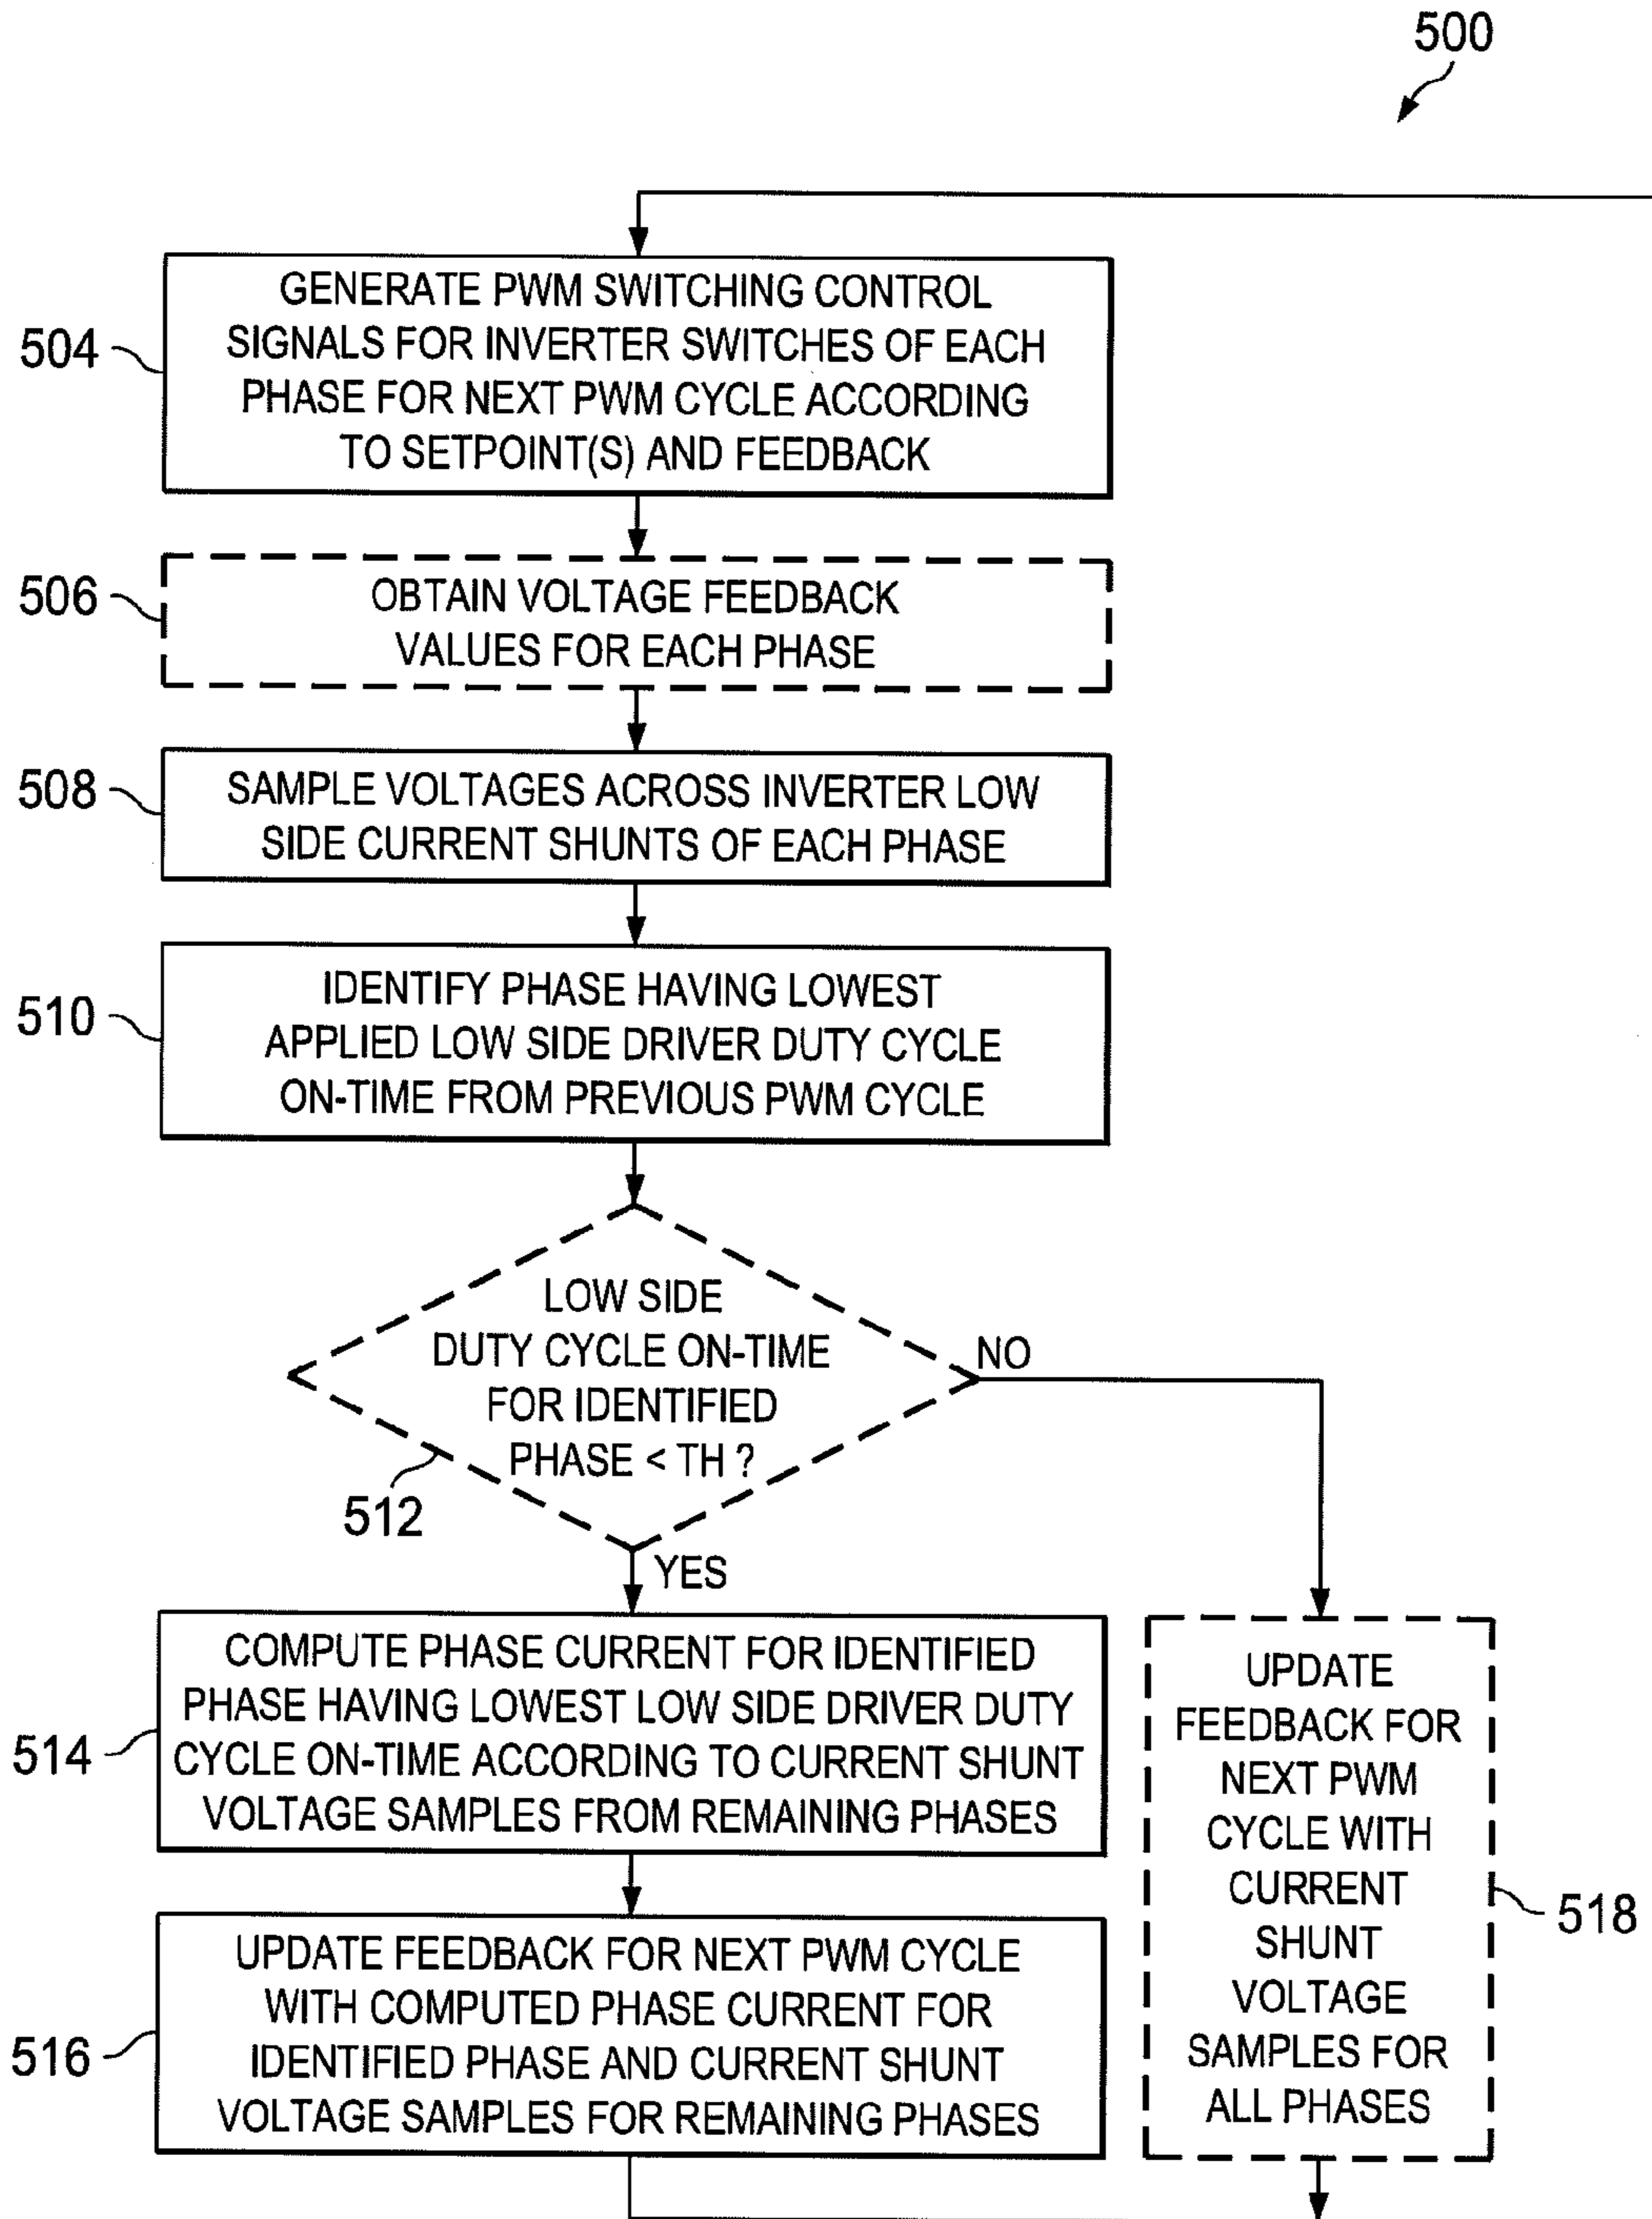 500
504
GENERATE PWM SWITCHING CONTROL
SIGNALS FOR INVERTER SWITCHES OF EACH
PHASE FOR NEXT PWM CYCLE ACCORDING
TO SETPOINT(S) AND FEEDBACK
506
OBTAIN VOLTAGE FEEDBACK
VALUES FOR EACH PHASE
508
SAMPLE VOLTAGES ACROSS INVERTER LOW
SIDE CURRENT SHUNTS OF EACH PHASE
510
IDENTIFY PHASE HAVING LOWEST
APPLIED LOW SIDE DRIVER DUTY CYCLE
ON-TIME FROM PREVIOUS PWM CYCLE
LOW SIDE
DUTY CYCLE ON-TIME
FOR IDENTIFIED
PHASE < TH ?
512
NO
YES
514
COMPUTE PHASE CURRENT FOR IDENTIFIED
PHASE HAVING LOWEST LOW SIDE DRIVER DUTY
CYCLE ON-TIME ACCORDING TO CURRENT SHUNT
VOLTAGE SAMPLES FROM REMAINING PHASES
516
UPDATE FEEDBACK FOR NEXT PWM CYCLE
WITH COMPUTED PHASE CURRENT FOR
IDENTIFIED PHASE AND CURRENT SHUNT
VOLTAGE SAMPLES FOR REMAINING PHASES
UPDATE
FEEDBACK FOR
NEXT PWM
CYCLE WITH
CURRENT
SHUNT
VOLTAGE
SAMPLES FOR
ALL PHASES
518